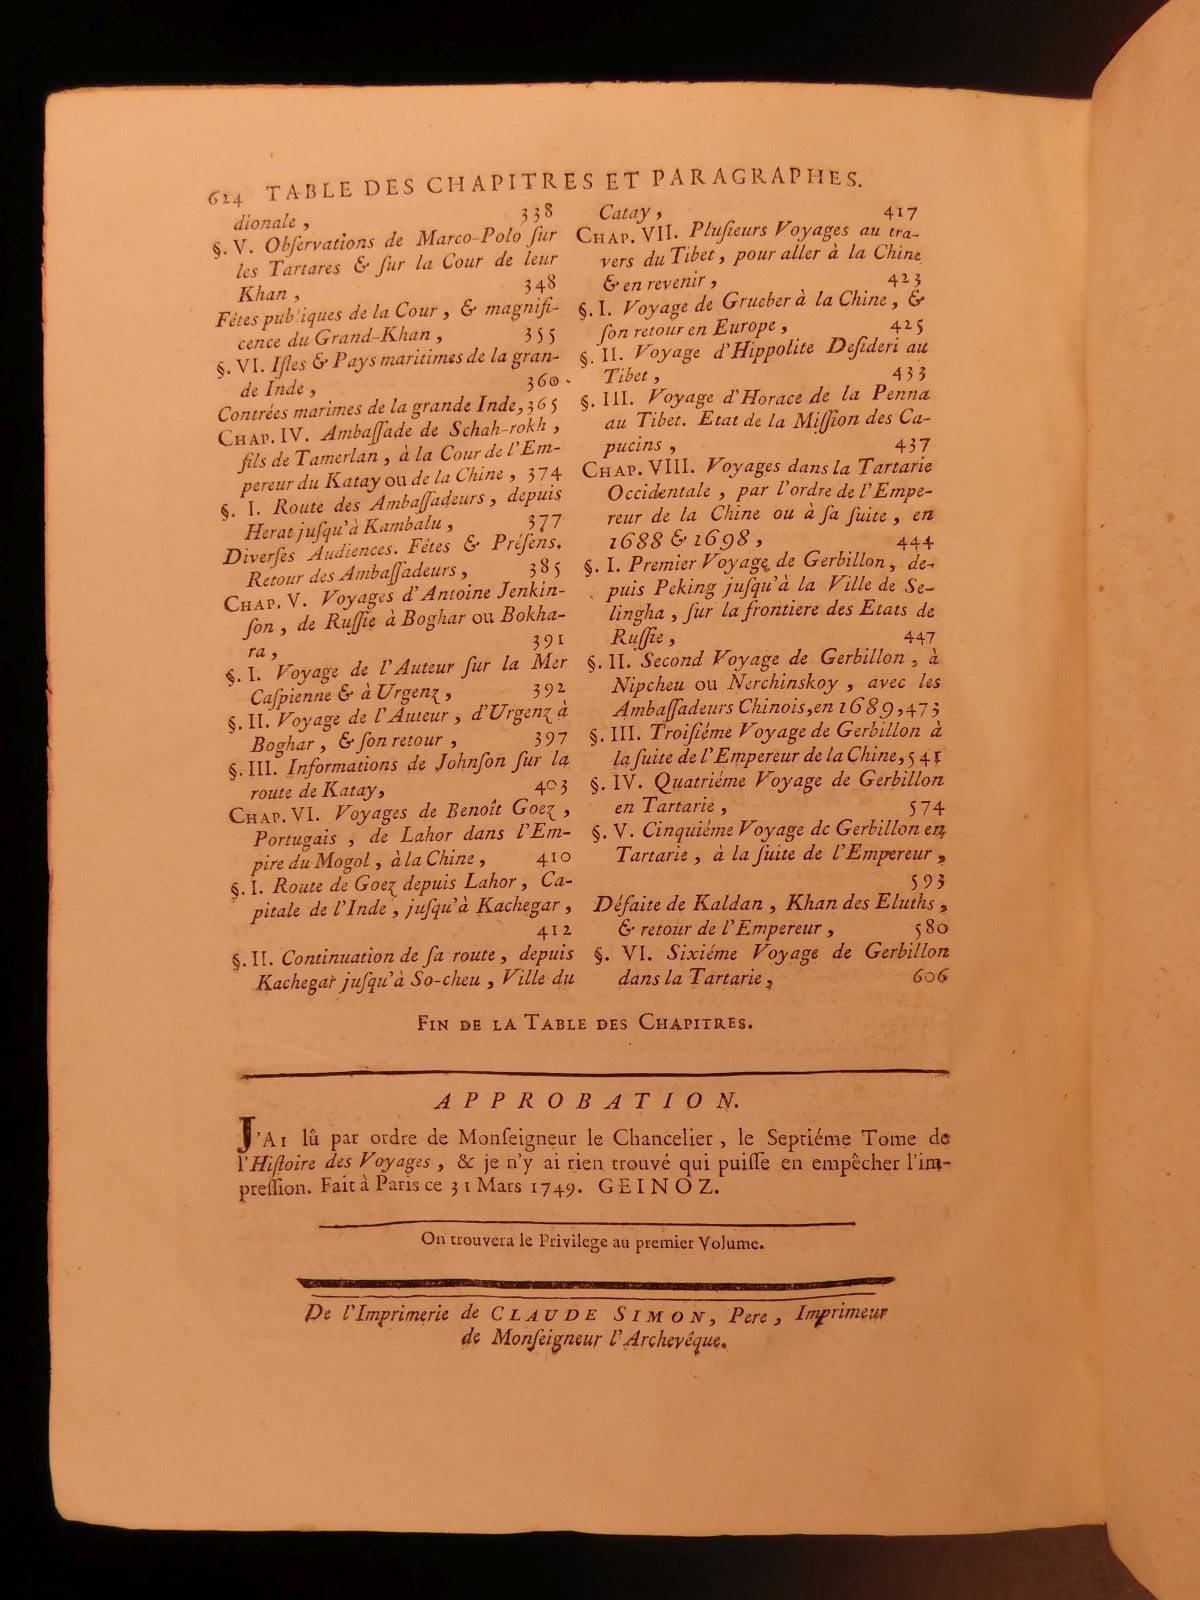 624 TABLE DES CHAPITRES ET PARAGRAPHES.
dionale, 338
§. V. Obſervations de Marco-Polo ſur
les Tartares & ſur la Cour de leur
Khan, 348
Fêtes publiques de la Cour, & magnifi-
cence du Grand-Khan, 355
§. VI. Iſles & Pays maritimes de la gran-
de Inde, 360.
Contrées marimes de la grande Inde, 365
CHAP. IV. Ambaſſade de Schah-rokh,
fils de Tamerlan, à la Cour de l'Em-
pereur du Katay ou de la Chine, 374
§. I. Route des Ambaſſadeurs, depuis
Herat juſqu'à Kambalu, 377
Diverſes Audiences. Fêtes & Préſens.
Retour des Ambaſſadeurs, 385
CHAP. V. Voyages d'Antoine Jenkin-
ſon, de Ruſſie à Boghar ou Bokha-
ra, 391
§. I. Voyage de l'Auteur ſur la Mer
Caſpienne & à Urgenz, 392
§. II. Voyage de l'Auteur, d'Urgenz à
Boghar, & ſon retour, 397
§. III. Informations de Johnſon ſur la
route de Katay, 403
CHAP. VI. Voyages de Benoît Goez,
Portugais, de Lahor dans l'Em-
pire du Mogol, à la Chine, 410
§. I. Route de Goez depuis Lahor, Ca-
pitale de l'Inde, juſqu'à Kachegar,
412
§. II. Continuation de ſa route, depuis
Kachegar juſqu'à So-cheu, Ville du
Catay, 417
CHAP. VII. Pluſieurs Voyages au tra-
vers du Tibet, pour aller à la Chine
& en revenir, 423
§. I. Voyage de Grueber à la Chine, &
ſon retour en Europe, 425
§. II. Voyage d'Hippolite Deſideri au
Tibet, 433
§. III. Voyage d'Horace de la Penna
au Tibet. Etat de la Miſſion des Ca-
pucins, 437
CHAP. VIII. Voyages dans la Tartarie
Occidentale, par l'ordre de l'Empe-
reur de la Chine ou à ſa ſuite, en
1688 & 1698, 444
§. I. Premier Voyage de Gerbillon, de-
puis Peking juſqu'à la Ville de Se-
lingha, ſur la frontiere des Etats de
Ruſſie, 447
§. II. Second Voyage de Gerbillon, à
Nipcheu ou Nerchinskoy, avec les
Ambaſſadeurs Chinois, en 1689, 473
§. III. Troiſiéme Voyage de Gerbillon à
la ſuite de l'Empereur de la Chine, 541
§. IV. Quatriéme Voyage de Gerbillon
en Tartarie, 574
§. V. Cinquiéme Voyage de Gerbillon en
Tartarie, à la ſuite de l'Empereur,
593
Défaite de Kaldan, Khan des Eluths,
& retour de l'Empereur, 580
§. VI. Sixiéme Voyage de Gerbillon
dans la Tartarie, 606
FIN DE LA TABLE DES CHAPITRES.
APPROBATION.
J'AI lû par ordre de Monſeigneur le Chancelier, le Septiéme Tome de
l'Hiſtoire des Voyages, & je n'y ai rien trouvé qui puiſſe en empêcher l'im-
preſſion. Fait à Paris ce 31 Mars 1749. GEINOZ.
On trouvera le Privilege au premier Volume.
De l'Imprimerie de CLAUDE SIMON, Pere, Imprimeur
de Monſeigneur l'Archevêque.